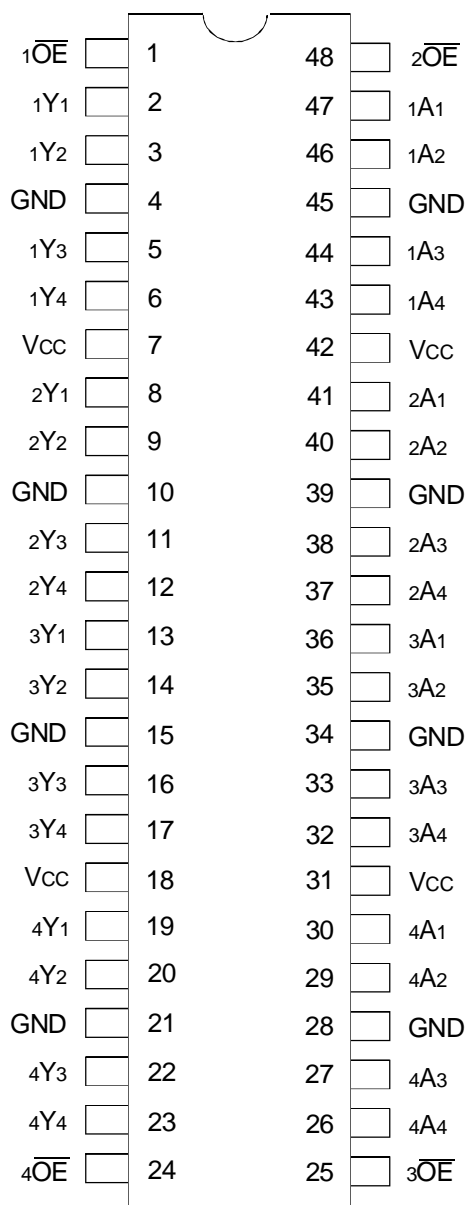 1OE 1 48 2OE
1Y1 2 47 1A1
1Y2 3 46 1A2
GND 4 45 GND
1Y3 5 44 1A3
1Y4 6 43 1A4
VCC 7 42 VCC
2Y1 8 41 2A1
2Y2 9 40 2A2
GND 10 39 GND
2Y3 11 38 2A3
2Y4 12 37 2A4
3Y1 13 36 3A1
3Y2 14 35 3A2
GND 15 34 GND
3Y3 16 33 3A3
3Y4 17 32 3A4
VCC 18 31 VCC
4Y1 19 30 4A1
4Y2 20 29 4A2
GND 21 28 GND
4Y3 22 27 4A3
4Y4 23 26 4A4
4OE 24 25 3OE